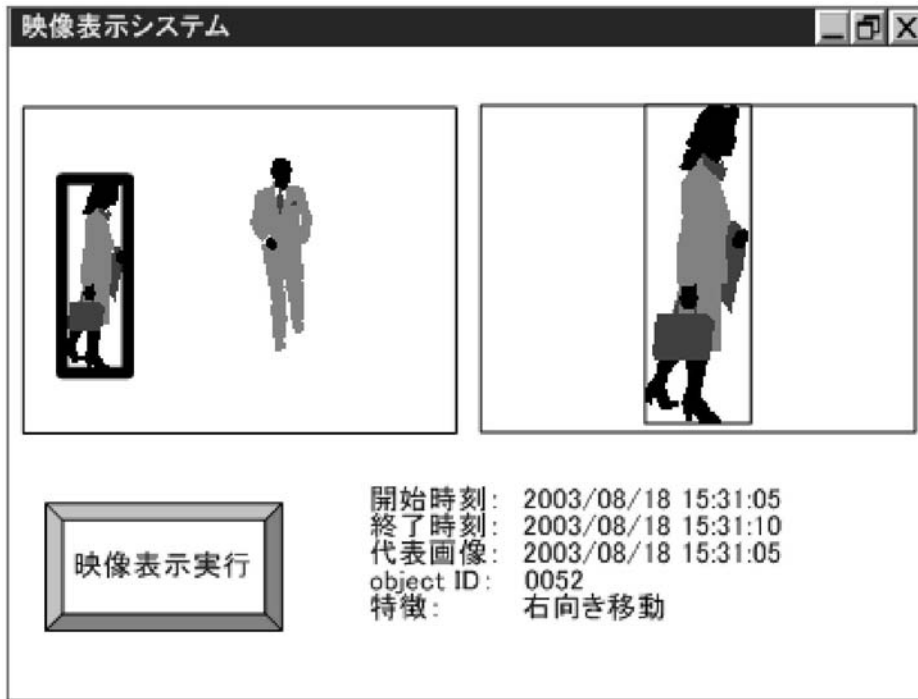 映像表示システム
映像表示実行
開始時刻: 2003/08/18 15:31:05
終了時刻: 2003/08/18 15:31:10
代表画像: 2003/08/18 15:31:05
object ID: 0052
特徴: 右向き移動